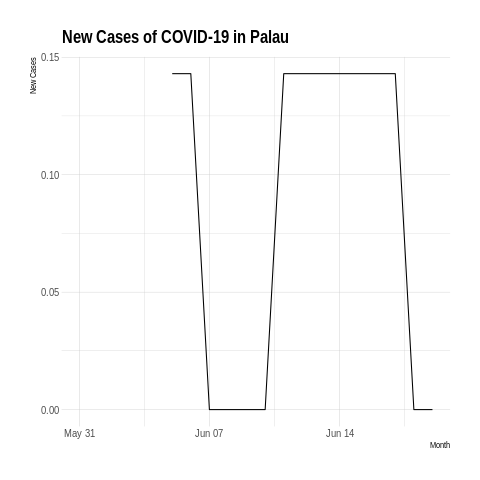 New Cases of COVID-19 in Palau
New Cases
0.15
0.10
0.05
0.00
May 31
Jun 07
Jun 14
Month